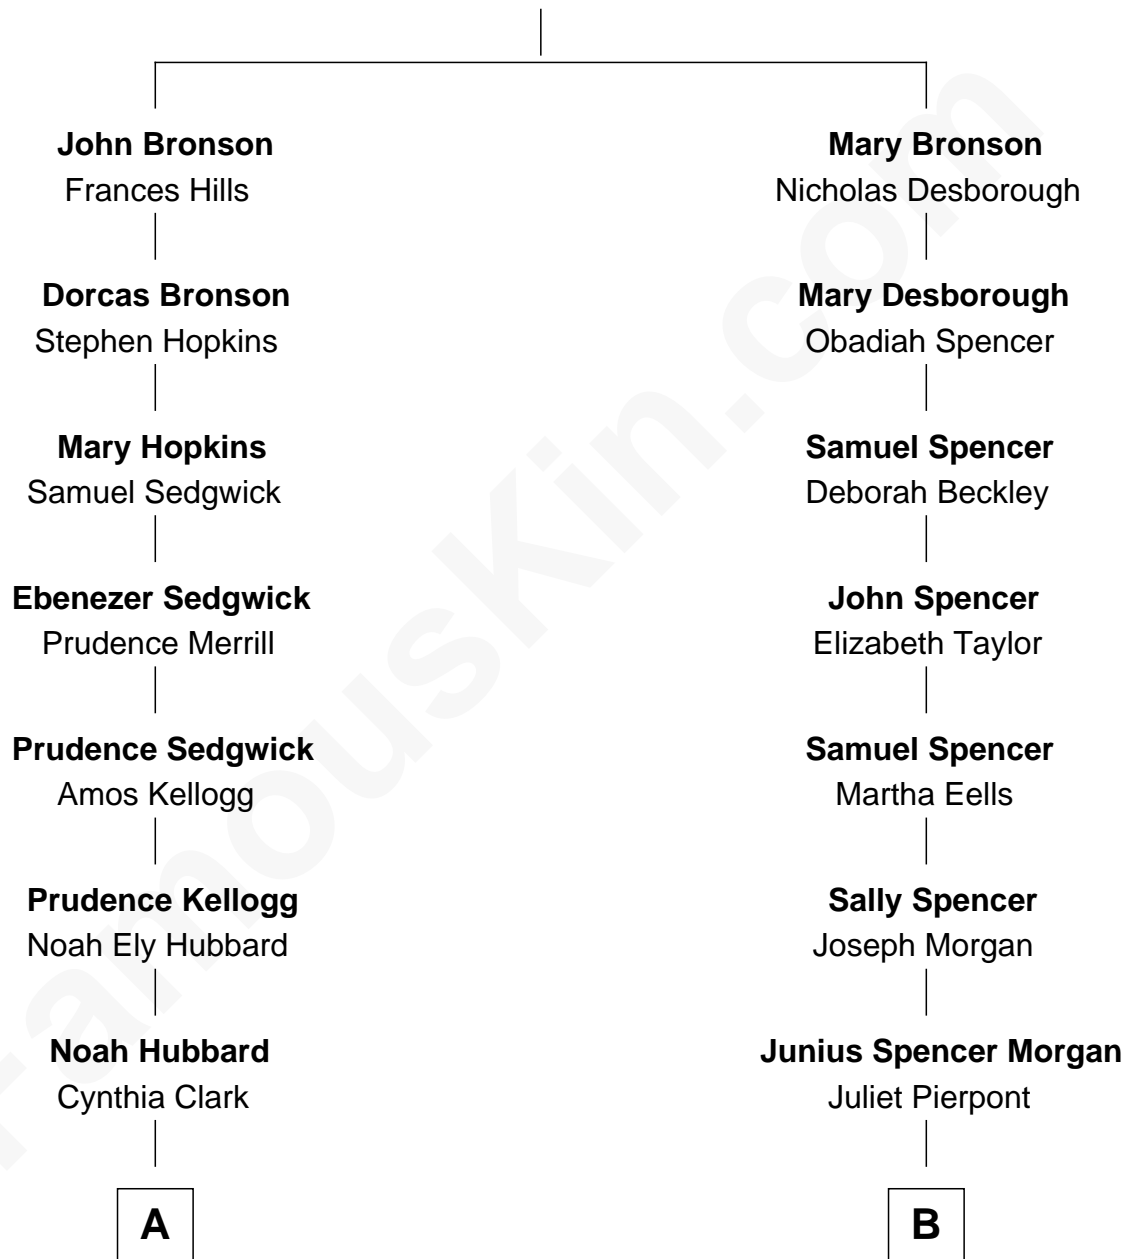 John Bronson
Frances Hills
Dorcas Bronson
Stephen Hopkins
Mary Hopkins
Samuel Sedgwick
Ebenezer Sedgwick
Prudence Merrill
Prudence Sedgwick
Amos Kellogg
Prudence Kellogg
Noah Ely Hubbard
Noah Hubbard
Cynthia Clark
A
Mary Bronson
Nicholas Desborough
Mary Desborough
Obadiah Spencer
Samuel Spencer
Deborah Beckley
John Spencer
Elizabeth Taylor
Samuel Spencer
Martha Eells
Sally Spencer
Joseph Morgan
Junius Spencer Morgan
Juliet Pierpont
B
FamousKin.com